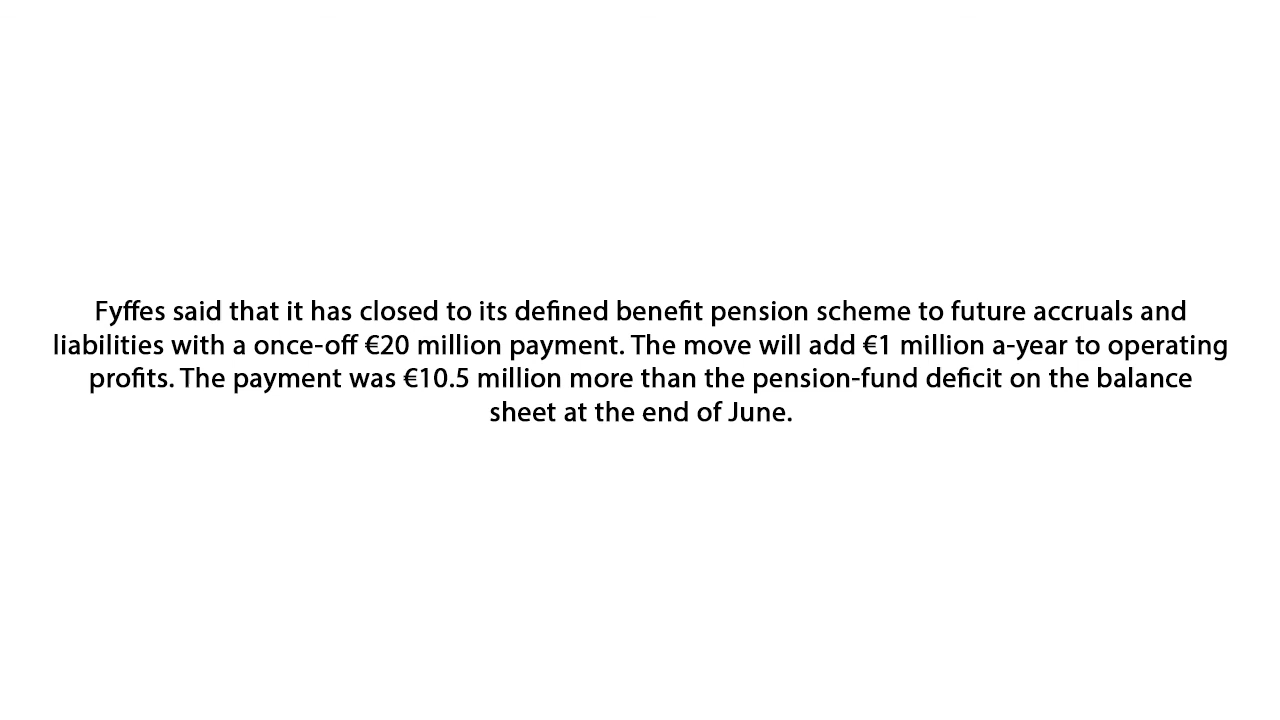 Fyffes said that it has closed to its defined benefit pension scheme to future accruals and
liabilities with a once-off €20 million payment. The move will add €1 million a-year to operating
profits. The payment was €10.5 million more than the pension-fund deficit on the balance
sheet at the end of June.